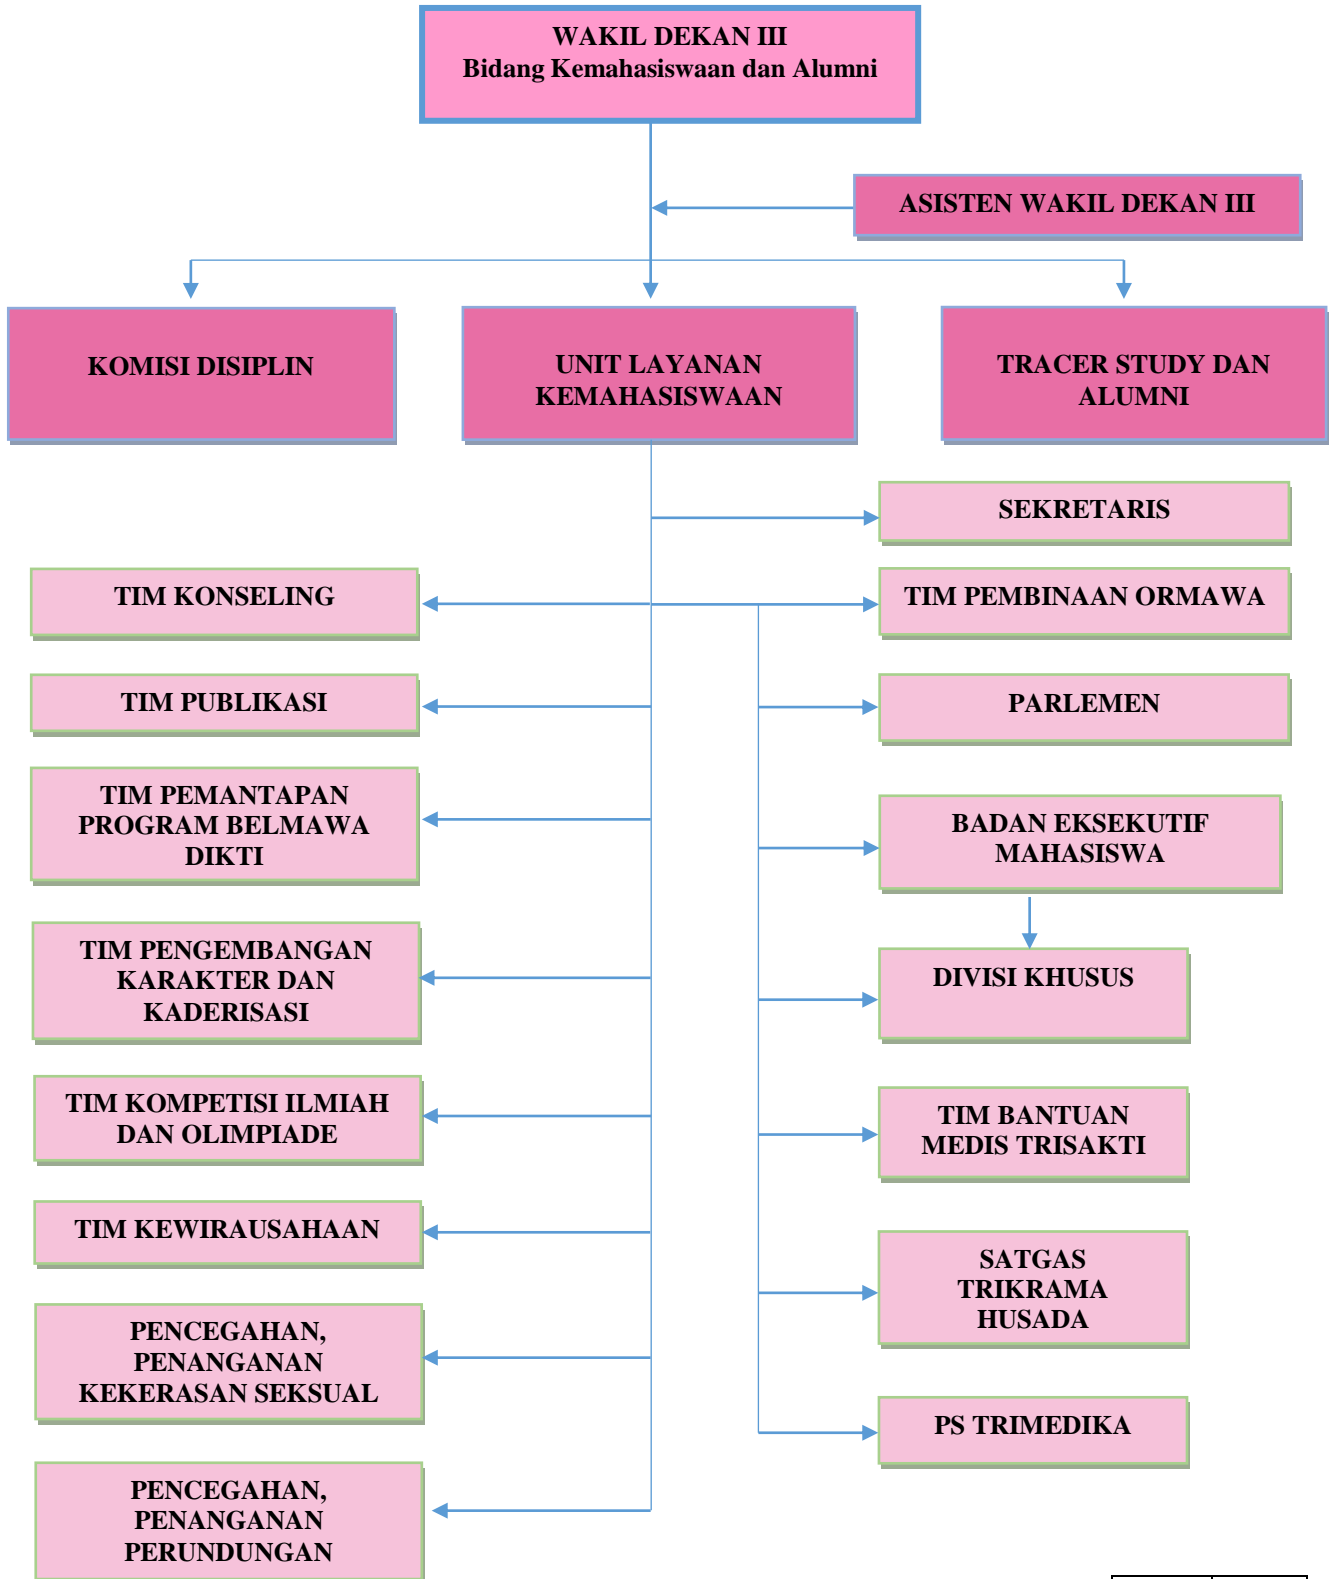 WAKIL DEKAN III
Bidang Kemahasiswaan dan Alumni
ASISTEN WAKIL DEKAN III
KOMISI DISIPLIN
UNIT LAYANAN
KEMAHASISWAAN
TRACER STUDY DAN
ALUMNI
SEKRETARIS
TIM KONSELING
TIM PEMBINAAN ORMAWA
TIM PUBLIKASI
PARLEMEN
TIM PEMANTAPAN
PROGRAM BELMAWA
DIKTI
BADAN EKSEKUTIF
MAHASISWA
TIM PENGEMBANGAN
KARAKTER DAN
KADERISASI
DIVISI KHUSUS
TIM KOMPETISI ILMIAH
DAN OLIMPIADE
TIM BANTUAN
MEDIS TRISAKTI
TIM KEWIRAUSAHAAN
SATGAS
TRIKRAMA
HUSADA
PENCEGAHAN,
PENANGANAN
KEKERASAN SEKSUAL
PS TRIMEDIKA
PENCEGAHAN,
PENANGANAN
PERUNDUNGAN